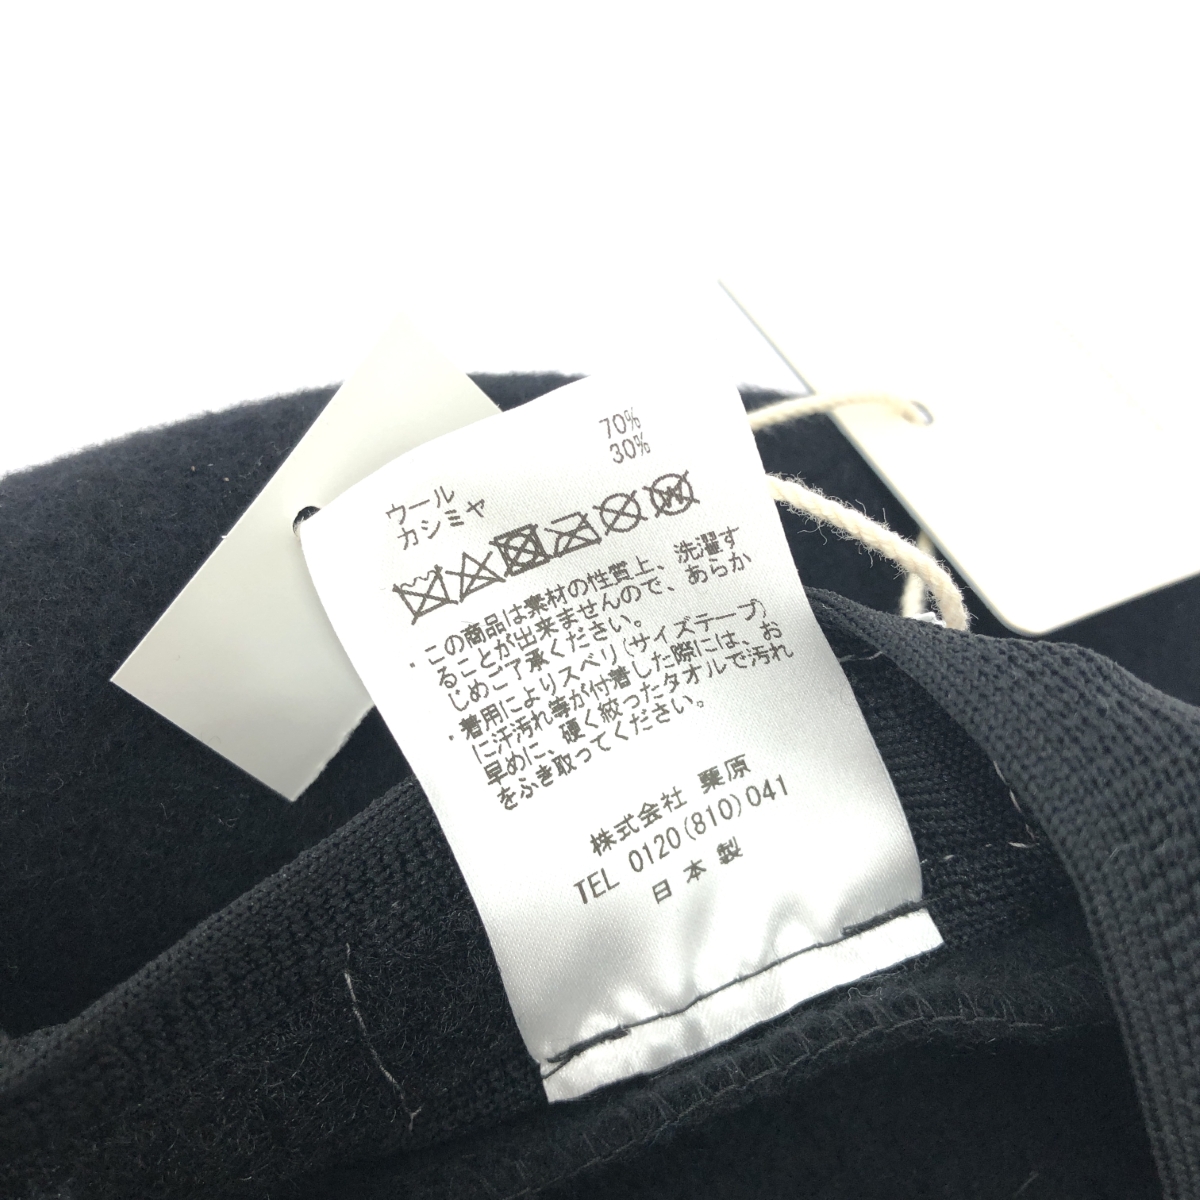 ウール 70%
カシミヤ 30%
・この商品は素材の性質上、洗濯す
ることが出来ませんので、あらか
じめご了承ください。
・着用によりスベリ(サイズテープ)
に汗汚れ等が付着した際には、お
早めに、硬く絞ったタオルで汚れ
をふき取ってください。
株式会社 栗原
TEL 0120(810)041
日本製